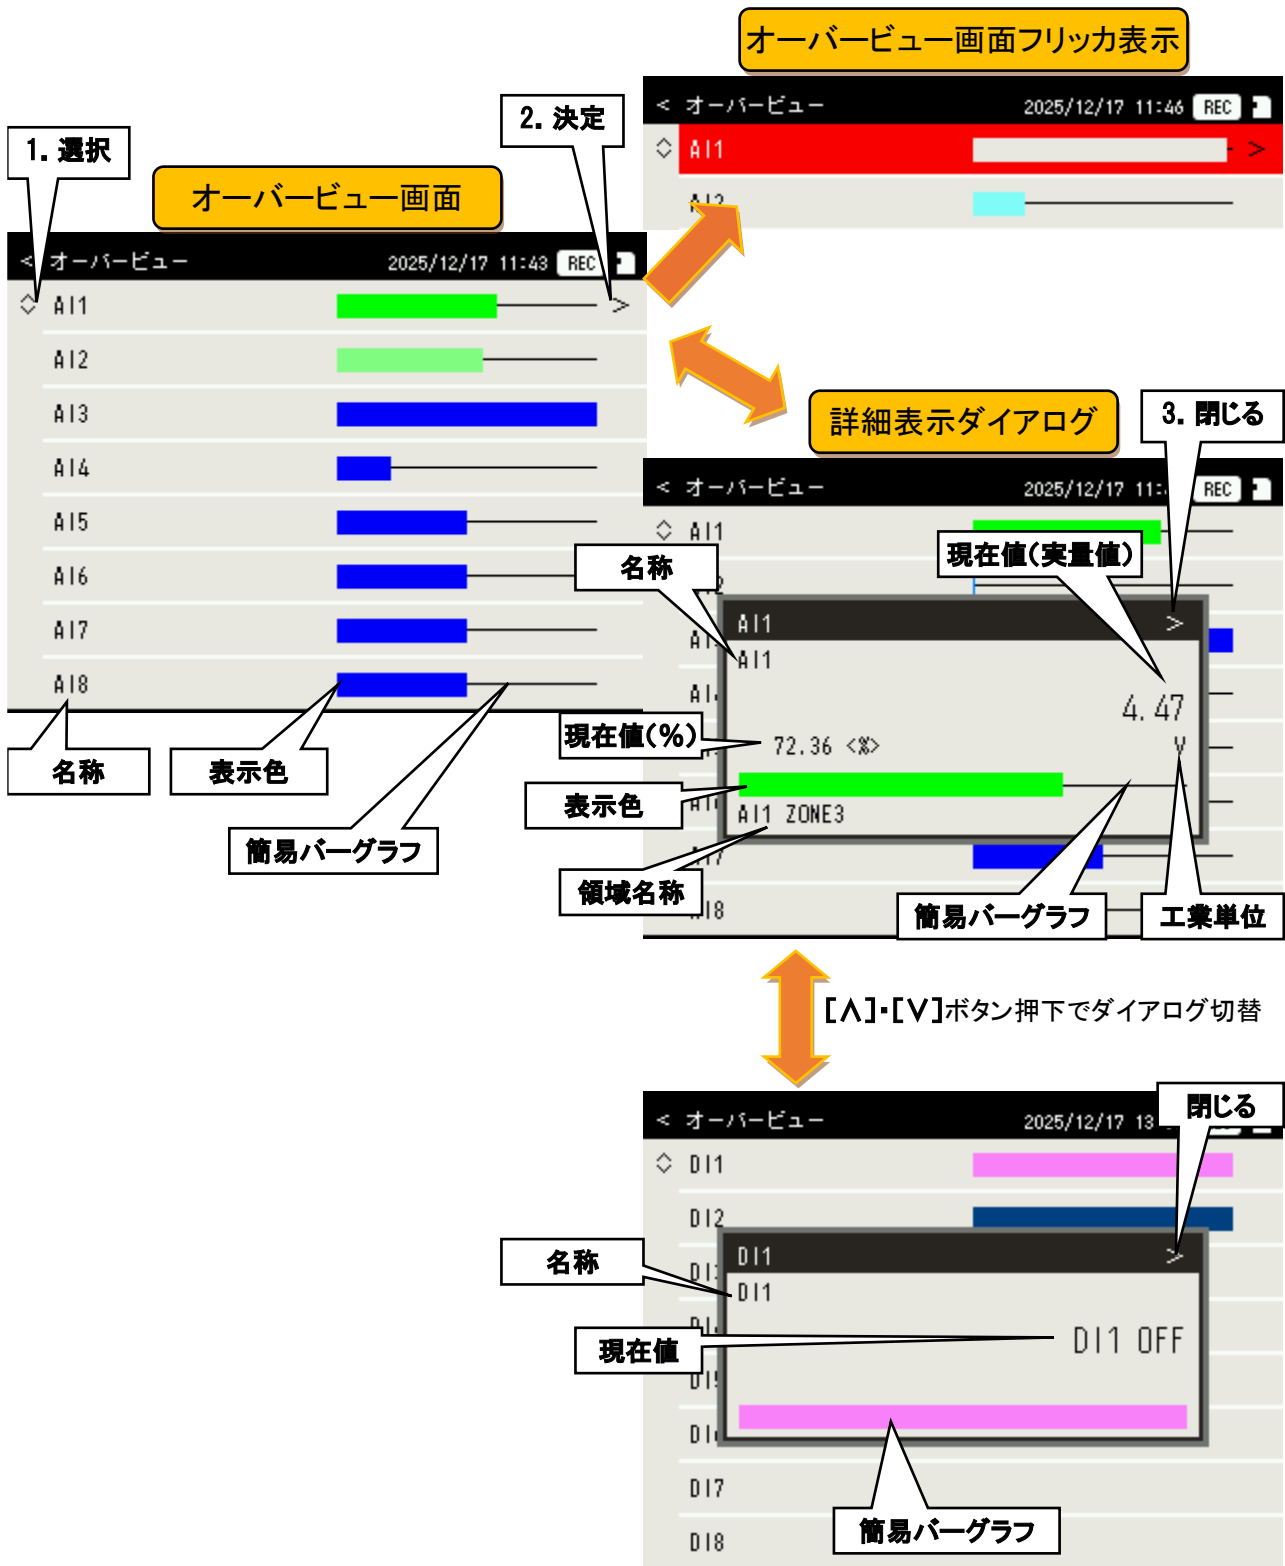 オーバービュー画面フリッカ表示
< オーバービュー 2025/12/17 11:46 REC
AI1 >
AI2
1. 選択
2. 決定
オーバービュー画面
< オーバービュー 2025/12/17 11:43 REC
AI1 >
AI2
AI3
AI4
AI5
AI6
AI7
AI8
名称
表示色
簡易バーグラフ
詳細表示ダイアログ
3. 閉じる
< オーバービュー 2025/12/17 11: REC
AI1
名称
現在値(実量値)
AI1 >
AI1
4.47
現在値(%)
72.36 <%>
V
表示色
AI1 ZONE3
領域名称
簡易バーグラフ
工業単位
AI7
AI8
[∧]・[∨]ボタン押下でダイアログ切替
閉じる
< オーバービュー 2025/12/17 13
DI1
DI2
名称
DI1 >
DI1
現在値
DI1 OFF
DI7
簡易バーグラフ
DI8